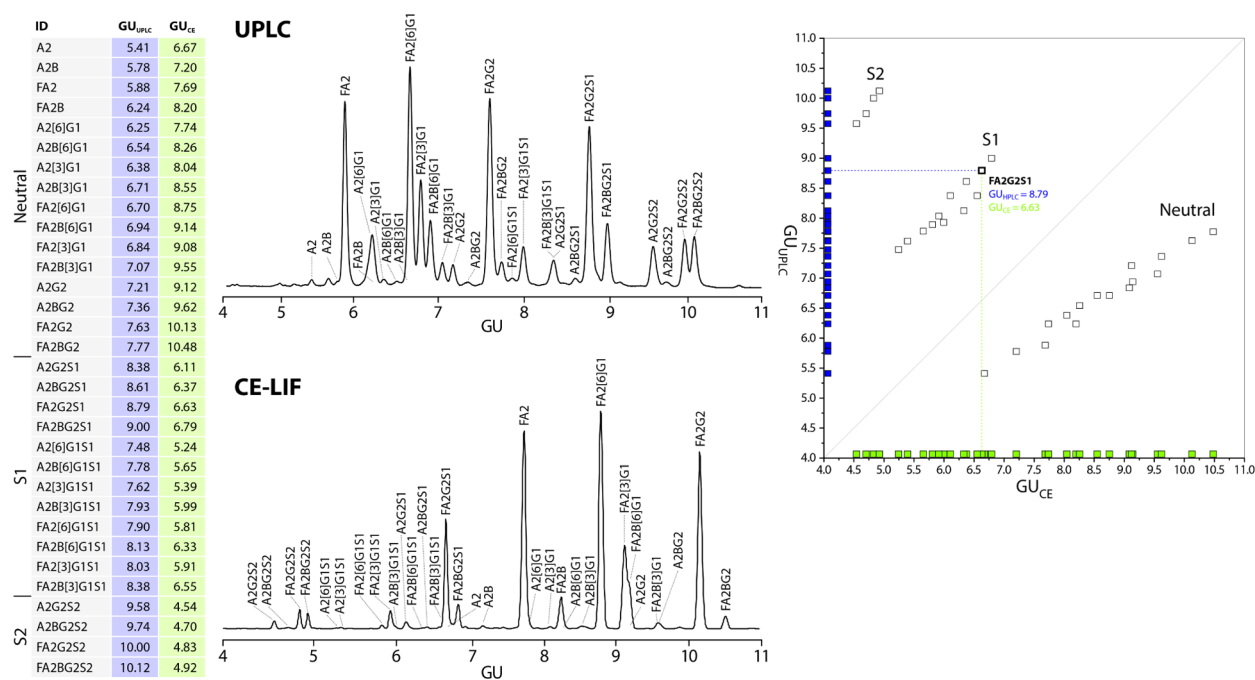 ID GU_UPLC GU_CE
Neutral
A2 5.41 6.67
A2B 5.78 7.20
FA2 5.88 7.69
FA2B 6.24 8.20
A2[6]G1 6.25 7.74
A2B[6]G1 6.54 8.26
A2[3]G1 6.38 8.04
A2B[3]G1 6.71 8.55
FA2[6]G1 6.70 8.75
FA2B[6]G1 6.94 9.14
FA2[3]G1 6.84 9.08
FA2B[3]G1 7.07 9.55
A2G2 7.21 9.12
A2BG2 7.36 9.62
FA2G2 7.63 10.13
FA2BG2 7.77 10.48
S1
A2G2S1 8.38 6.11
A2BG2S1 8.61 6.37
FA2G2S1 8.79 6.63
FA2BG2S1 9.00 6.79
A2[6]G1S1 7.48 5.24
A2B[6]G1S1 7.78 5.65
A2[3]G1S1 7.62 5.39
A2B[3]G1S1 7.93 5.99
FA2[6]G1S1 7.90 5.81
FA2B[6]G1S1 8.13 6.33
FA2[3]G1S1 8.03 5.91
FA2B[3]G1S1 8.38 6.55
S2
A2G2S2 9.58 4.54
A2BG2S2 9.74 4.70
FA2G2S2 10.00 4.83
FA2BG2S2 10.12 4.92
UPLC
A2
A2B
FA2
FA2B
A2[6]G1
A2[3]G1
A2B[6]G1
A2B[3]G1
FA2[6]G1
FA2[3]G1
FA2B[6]G1
FA2B[3]G1
A2G2
A2BG2
FA2G2
FABG2
FA2[6]G1S1
FA2[3]G1S1
FA2B[3]G1S1
A2G2S1
A2BG2S1
FA2G2S1
FA2BG2S1
A2G2S2
A2BG2S2
FA2G2S2
FA2BG2S2
4 5 6 7 8 9 10 11
GU
CE-LIF
A2G2S2
A2BG2S2
FA2G2S2
FA2BG2S2
A2[6]G1S1
A2[3]G1S1
FA2[6]G1S1
FA2[3]G1S1
A2B[3]G1S1
A2G2S1
FA2B[6]G1S1
A2BG2S1
FA2B[3]G1S1
FA2G2S1
FA2BG2S1
A2
A2B
FA2
A2[6]G1
A2[3]G1
FA2B
A2B[6]G1
A2B[3]G1
FA2[6]G1
FA2[3]G1
FA2B[6]G1
A2G2
FA2B[3]G1
A2BG2
FA2G2
FA2BG2
4 5 6 7 8 9 10 11
GU
11.0
10.5
10.0
9.5
9.0
8.5
8.0
7.5
7.0
6.5
6.0
5.5
5.0
4.5
4.0
GU_UPLC
S2
S1
FA2G2S1
GU_HPLC = 8.79
GU_CE = 6.63
Neutral
4.0 4.5 5.0 5.5 6.0 6.5 7.0 7.5 8.0 8.5 9.0 9.5 10.0 10.5 11.0
GU_CE